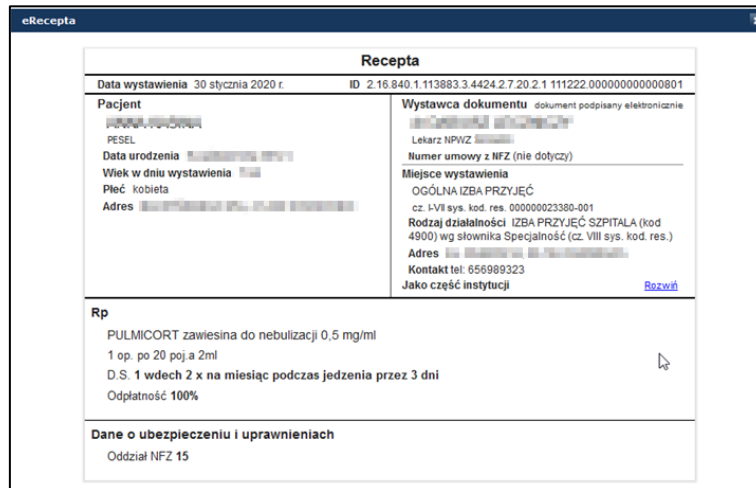 eRecepta
Recepta
Data wystawienia 30 stycznia 2020 r. ID 2.16.840.1.113883.3.4424.2.7.20.2.1 111222.000000000000801
Pacjent
PESEL
Data urodzenia
Wiek w dniu wystawienia
Płeć kobieta
Adres
Wystawca dokumentu dokument podpisany elektronicznie
Lekarz NPWZ
Numer umowy z NFZ (nie dotyczy)
Miejsce wystawienia
OGÓLNA IZBA PRZYJĘĆ
cz. I-VII sys. kod. res. 000000023380-001
Rodzaj działalności IZBA PRZYJĘĆ SZPITALA (kod
4900) wg słownika Specjalność (cz. VIII sys. kod. res.)
Adres
Kontakt tel: 656989323
Jako część instytucji Rozwiń
Rp
PULMICORT zawiesina do nebulizacji 0,5 mg/ml
1 op. po 20 poj.a 2ml
D.S. 1 wdech 2 x na miesiąc podczas jedzenia przez 3 dni
Odpłatność 100%
Dane o ubezpieczeniu i uprawnieniach
Oddział NFZ 15